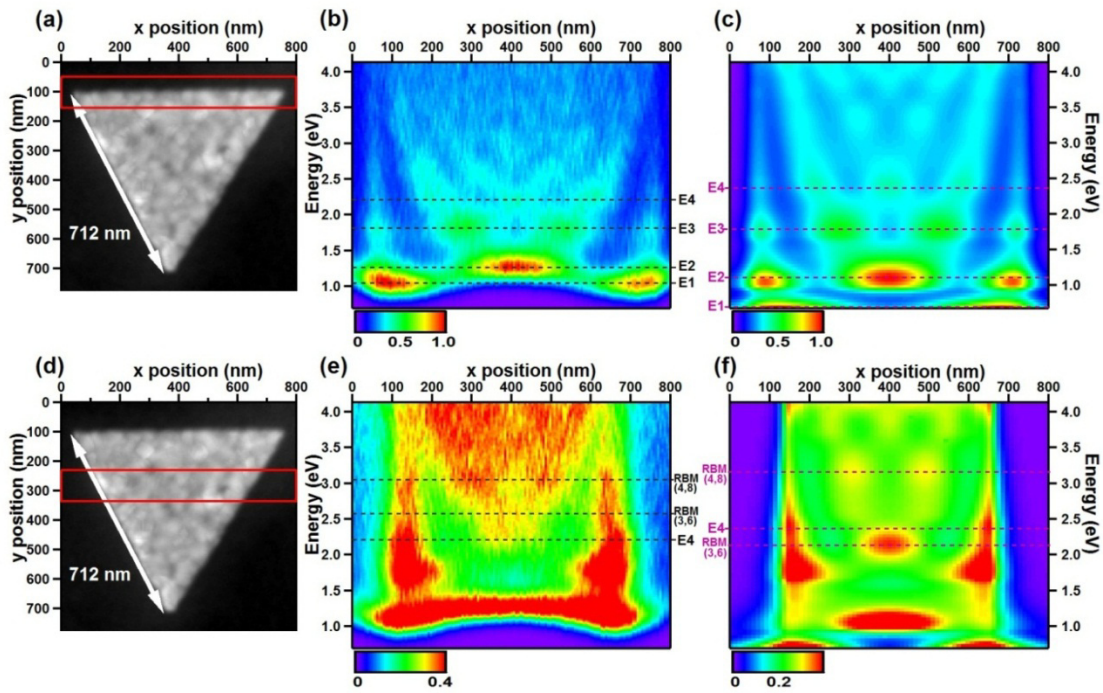 (a)
x position (nm)
0 200 400 600 800
y position (nm)
0
100
200
300
400
500
600
700
712 nm
(b)
x position (nm)
0 100 200 300 400 500 600 700 800
Energy (eV)
4.0
3.5
3.0
2.5
2.0
1.5
1.0
E4
E3
E2
E1
0 0.5 1.0
(c)
x position (nm)
0 100 200 300 400 500 600 700 800
E4
E3
E2
E1
Energy (eV)
4.0
3.5
3.0
2.5
2.0
1.5
1.0
0 0.5 1.0
(d)
x position (nm)
0 200 400 600 800
y position (nm)
0
100
200
300
400
500
600
700
712 nm
(e)
x position (nm)
0 100 200 300 400 500 600 700 800
Energy (eV)
4.0
3.5
3.0
2.5
2.0
1.5
1.0
RBM
(4,8)
RBM
(3,6)
E4
0 0.4
(f)
x position (nm)
0 100 200 300 400 500 600 700 800
RBM
(4,8)
E4
RBM
(3,6)
Energy (eV)
4.0
3.5
3.0
2.5
2.0
1.5
1.0
0 0.2